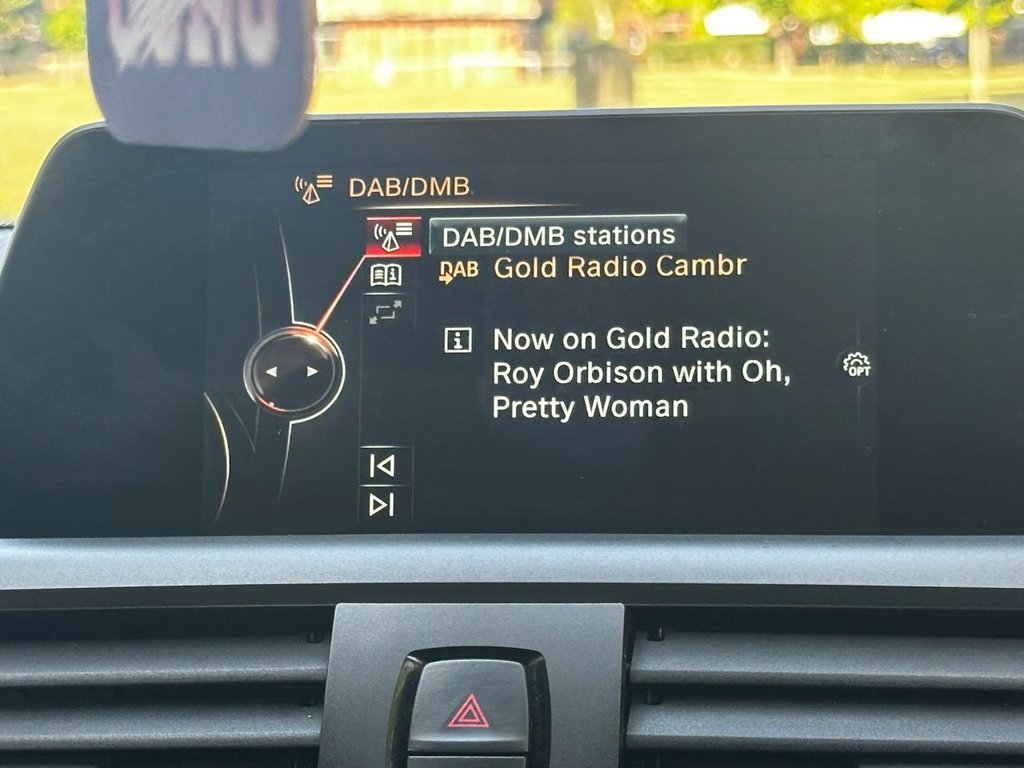 DAB/DMB
DAB/DMB stations
DAB Gold Radio Cambr
i Now on Gold Radio:
Roy Orbison with Oh,
Pretty Woman
OPT